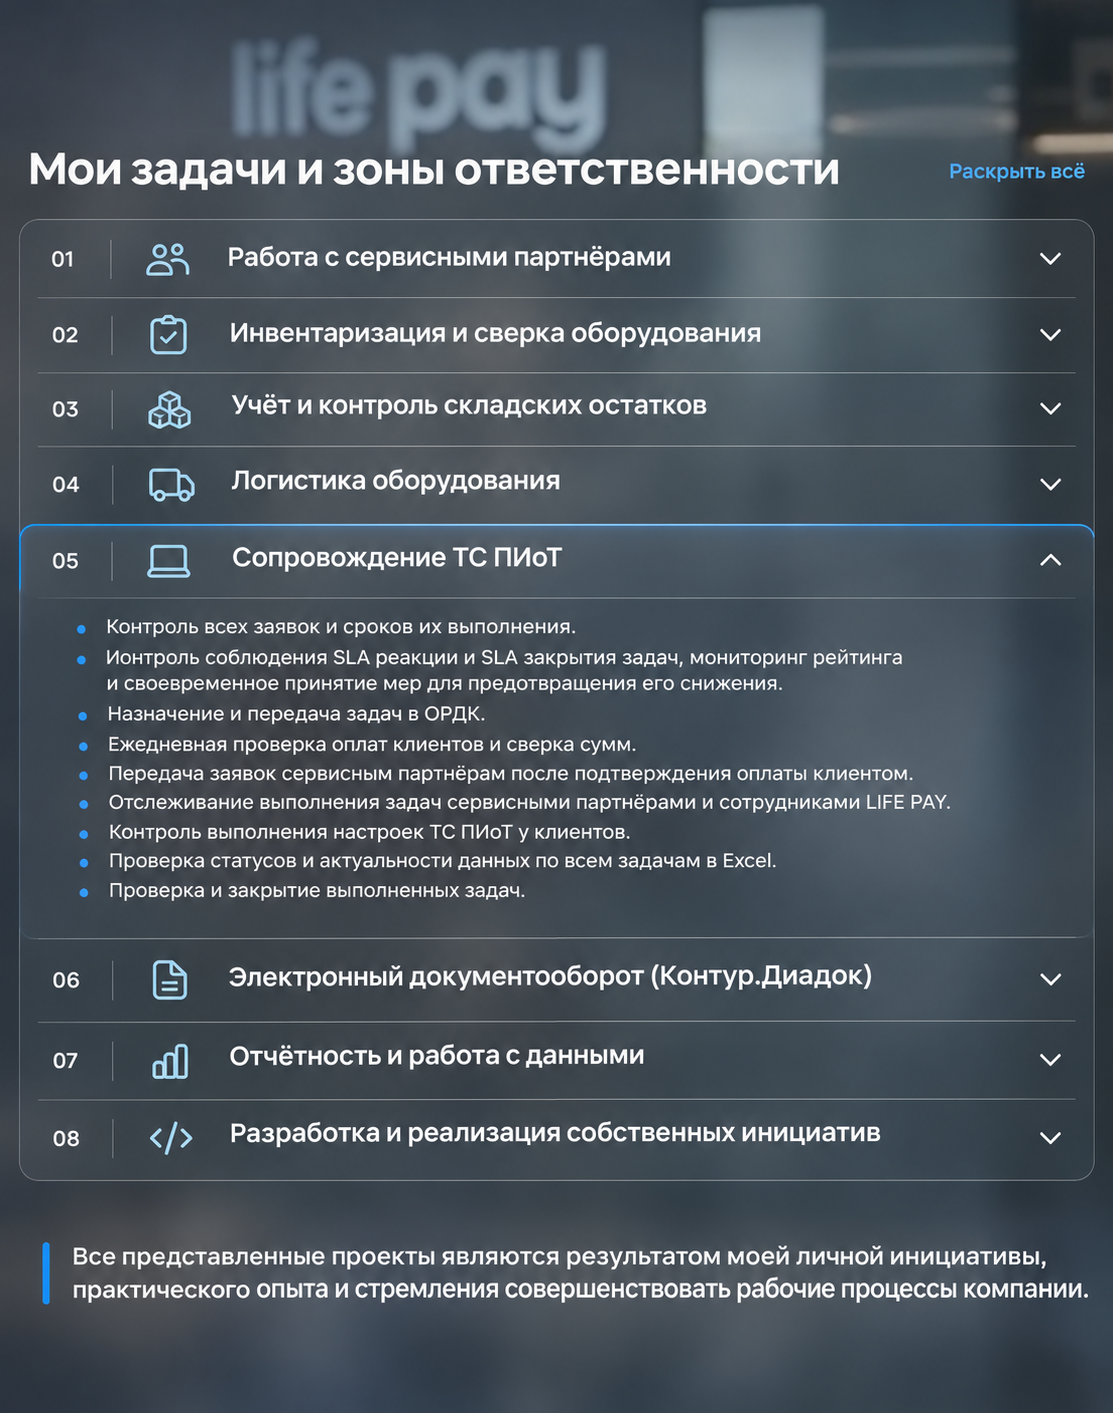 life pay
Мои задачи и зоны ответственности
Раскрыть всё
01 Работа с сервисными партнёрами
02 Инвентаризация и сверка оборудования
03 Учёт и контроль складских остатков
04 Логистика оборудования
05 Сопровождение ТС ПИоТ
Контроль всех заявок и сроков их выполнения.
Ионтроль соблюдения SLA реакции и SLA закрытия задач, мониторинг рейтинга
и своевременное принятие мер для предотвращения его снижения.
Назначение и передача задач в ОРДК.
Ежедневная проверка оплат клиентов и сверка сумм.
Передача заявок сервисным партнёрам после подтверждения оплаты клиентом.
Отслеживание выполнения задач сервисными партнёрами и сотрудниками LIFE PAY.
Контроль выполнения настроек ТС ПИоТ у клиентов.
Проверка статусов и актуальности данных по всем задачам в Excel.
Проверка и закрытие выполненных задач.
06 Электронный документооборот (Контур.Диадок)
07 Отчётность и работа с данными
08 Разработка и реализация собственных инициатив
Все представленные проекты являются результатом моей личной инициативы,
практического опыта и стремления совершенствовать рабочие процессы компании.